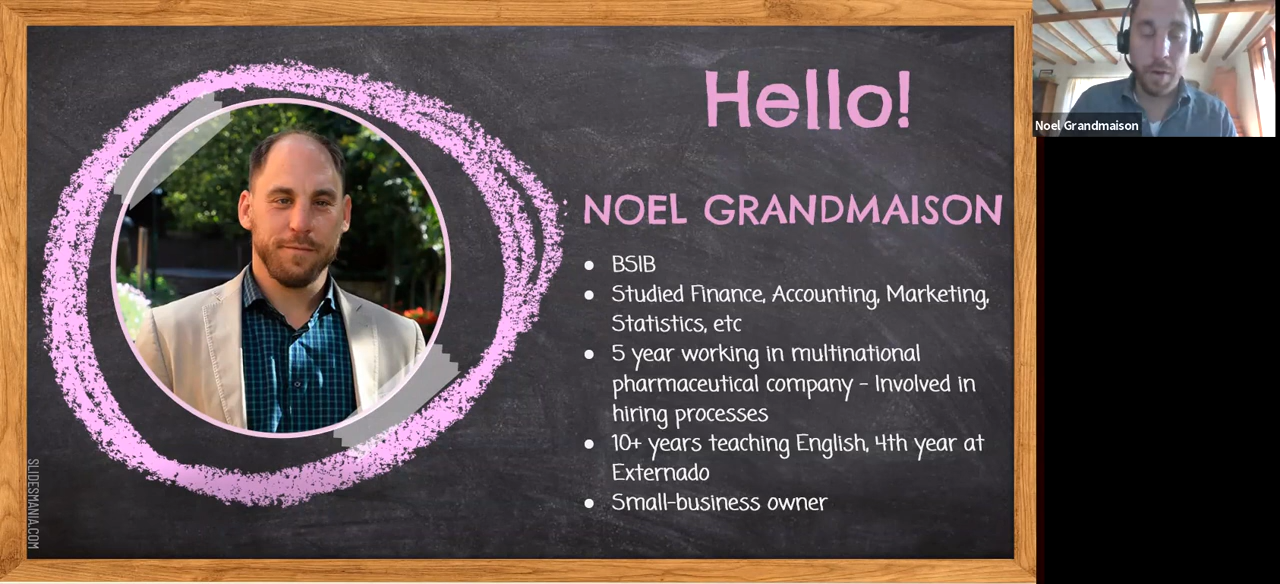 Hello!
NOEL GRANDMAISON
● BSIB
● Studied Finance, Accounting, Marketing,
Statistics, etc
● 5 year working in multinational
pharmaceutical company - Involved in
hiring processes
● 10+ years teaching English, 4th year at
Externado
● Small-business owner
SLIDESMANIA.COM
Noel Grandmaison